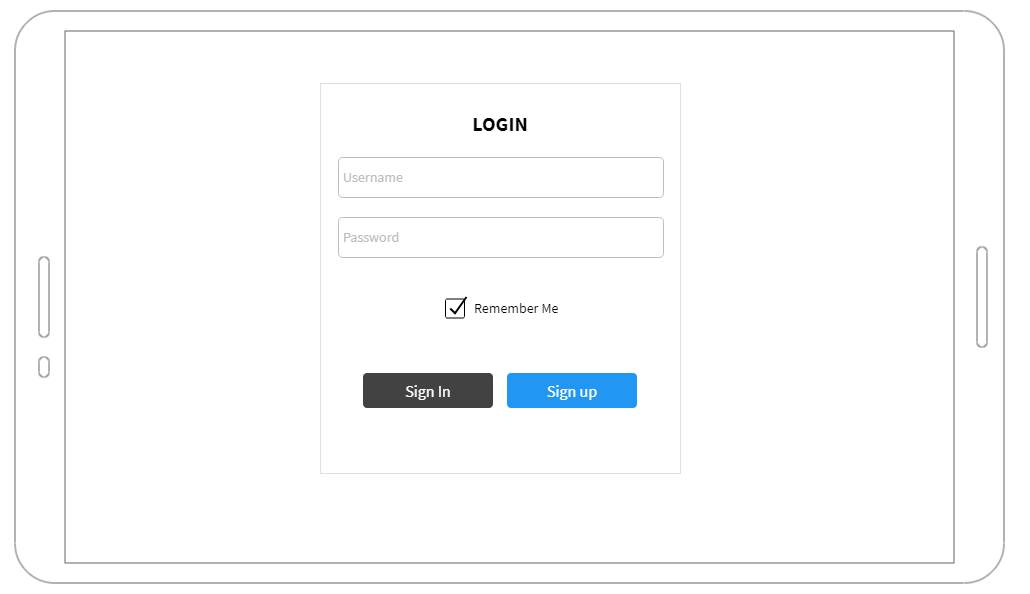 LOGIN
Username
Password
Remember Me
Sign In
Sign up